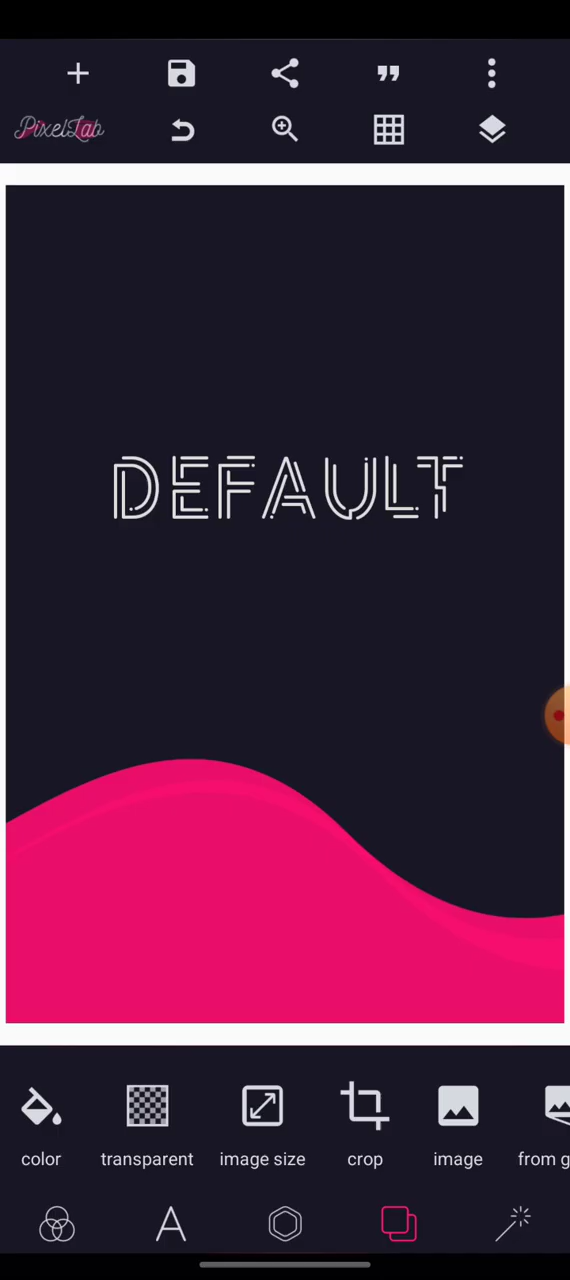 PixelLab
DEFAULT
color
transparent
image size
crop
image
from g